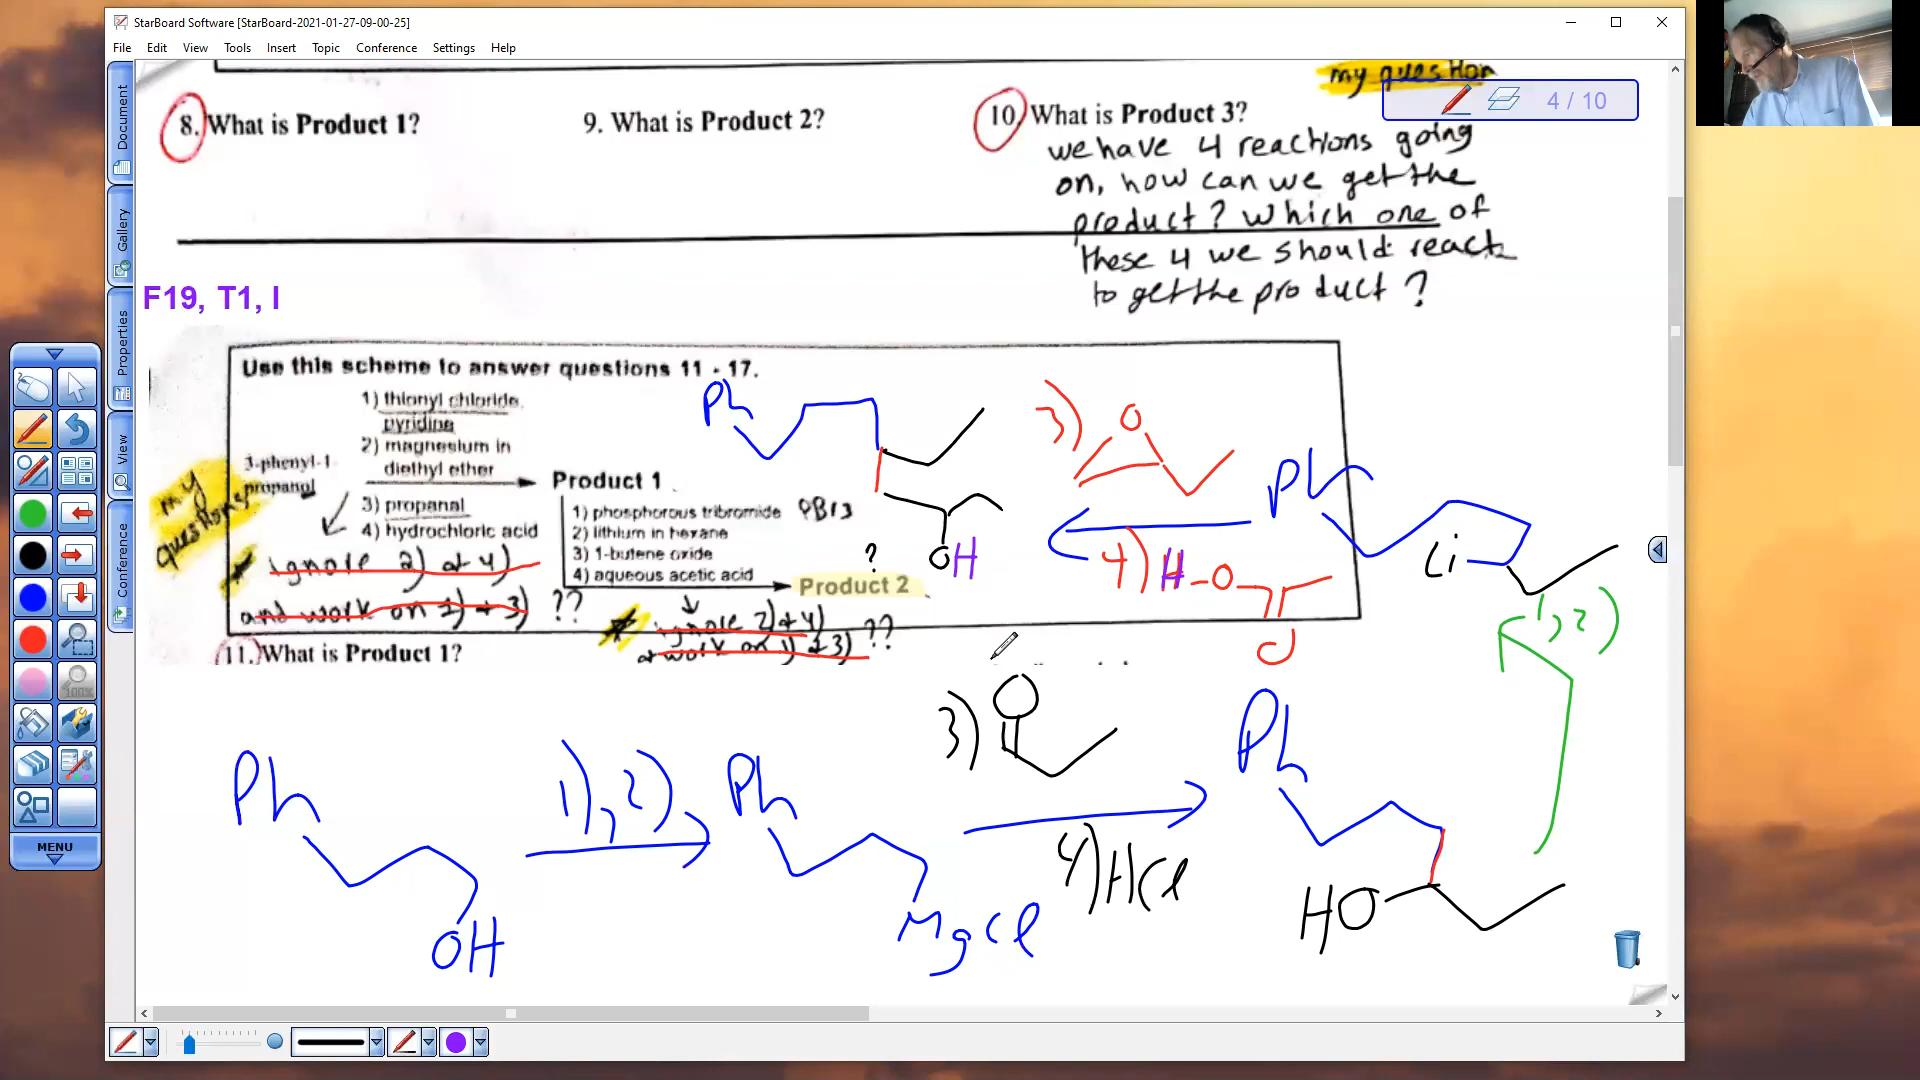 StarBoard Software [StarBoard-2021-01-27-09-00-25]
File Edit View Tools Insert Topic Conference Settings Help
Document
Gallery
Properties
View
Conference
my question
4 / 10
8. What is Product 1?
9. What is Product 2?
10. What is Product 3?
we have 4 reactions going
on, how can we get the
product? which one of
these 4 we should react
to get the product?
F19, T1, I
Use this scheme to answer questions 11 - 17.
1) thionyl chloride
pyridine
2) magnesium in
diethyl ether
3-phenyl-1
propanol
3) propanal
4) hydrochloric acid
Product 1
1) phosphorous tribromide PBr3
2) lithium in hexane
3) 1-butene oxide
4) aqueous acetic acid
?
Product 2
my
questions
ignore 2) at 4)
and work on 1) + 3) ??
ignore 2) + 4)
work on 1) + 3) ??
11. What is Product 1?
Ph
OH
3)
O
4) H-O
O
Ph
Li
1, 2)
Ph
OH
1), 2)
Ph
MgCl
3) O
4) HCl
Ph
HO
100%
MENU